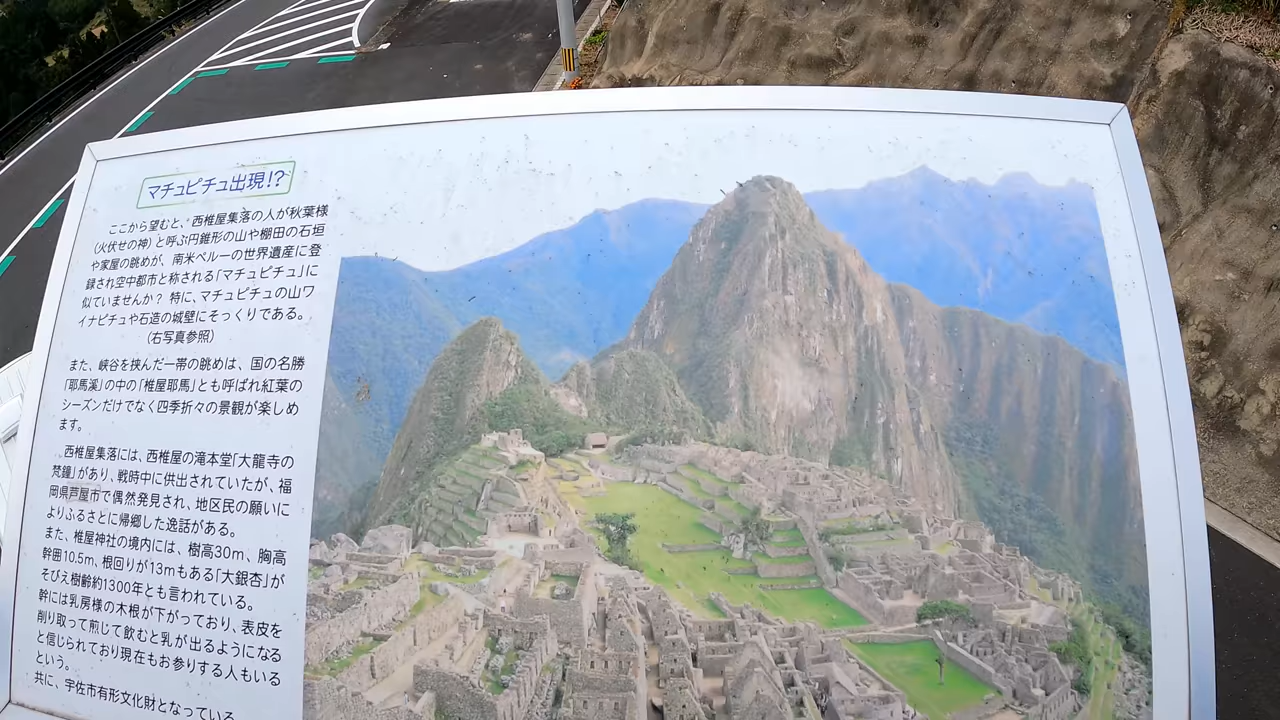 マチュピチュ出現!?
ここから望むと、西椎屋集落の人が秋葉様
(火伏せの神)と呼ぶ円錐形の山や棚田の石垣
や家屋の眺めが、南米ペルーの世界遺産に登
録され空中都市と称される「マチュピチュ」に
似ていませんか? 特に、マチュピチュの山ワ
イナピチュや石造の城壁にそっくりである。
(右写真参照)
また、峡谷を挟んだ一帯の眺めは、国の名勝
「耶馬溪」の中の「椎屋耶馬」とも呼ばれ紅葉の
シーズンだけでなく四季折々の景観が楽しめ
ます。
西椎屋集落には、西椎屋の滝本堂「大龍寺の
梵鐘」があり、戦時中に供出されていたが、福
岡県芦屋市で偶然発見され、地区民の願いに
よりふるさとに帰郷した逸話がある。
また、椎屋神社の境内には、樹高30m、胸高
幹囲10.5m、根回りが13mもある「大銀杏」が
そびえ樹齢約1300年とも言われている。
幹には乳房様の木根が下がっており、表皮を
削り取って煎じて飲むと乳が出るようになる
と信じられており現在もお参りする人もいる
という。
共に、宇佐市有形文化財となっている